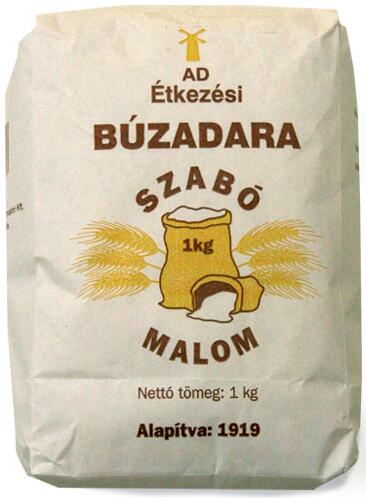 AD
Étkezési
BÚZADARA
SZABÓ
1kg
MALOM
Nettó tömeg: 1 kg
Alapítva: 1919